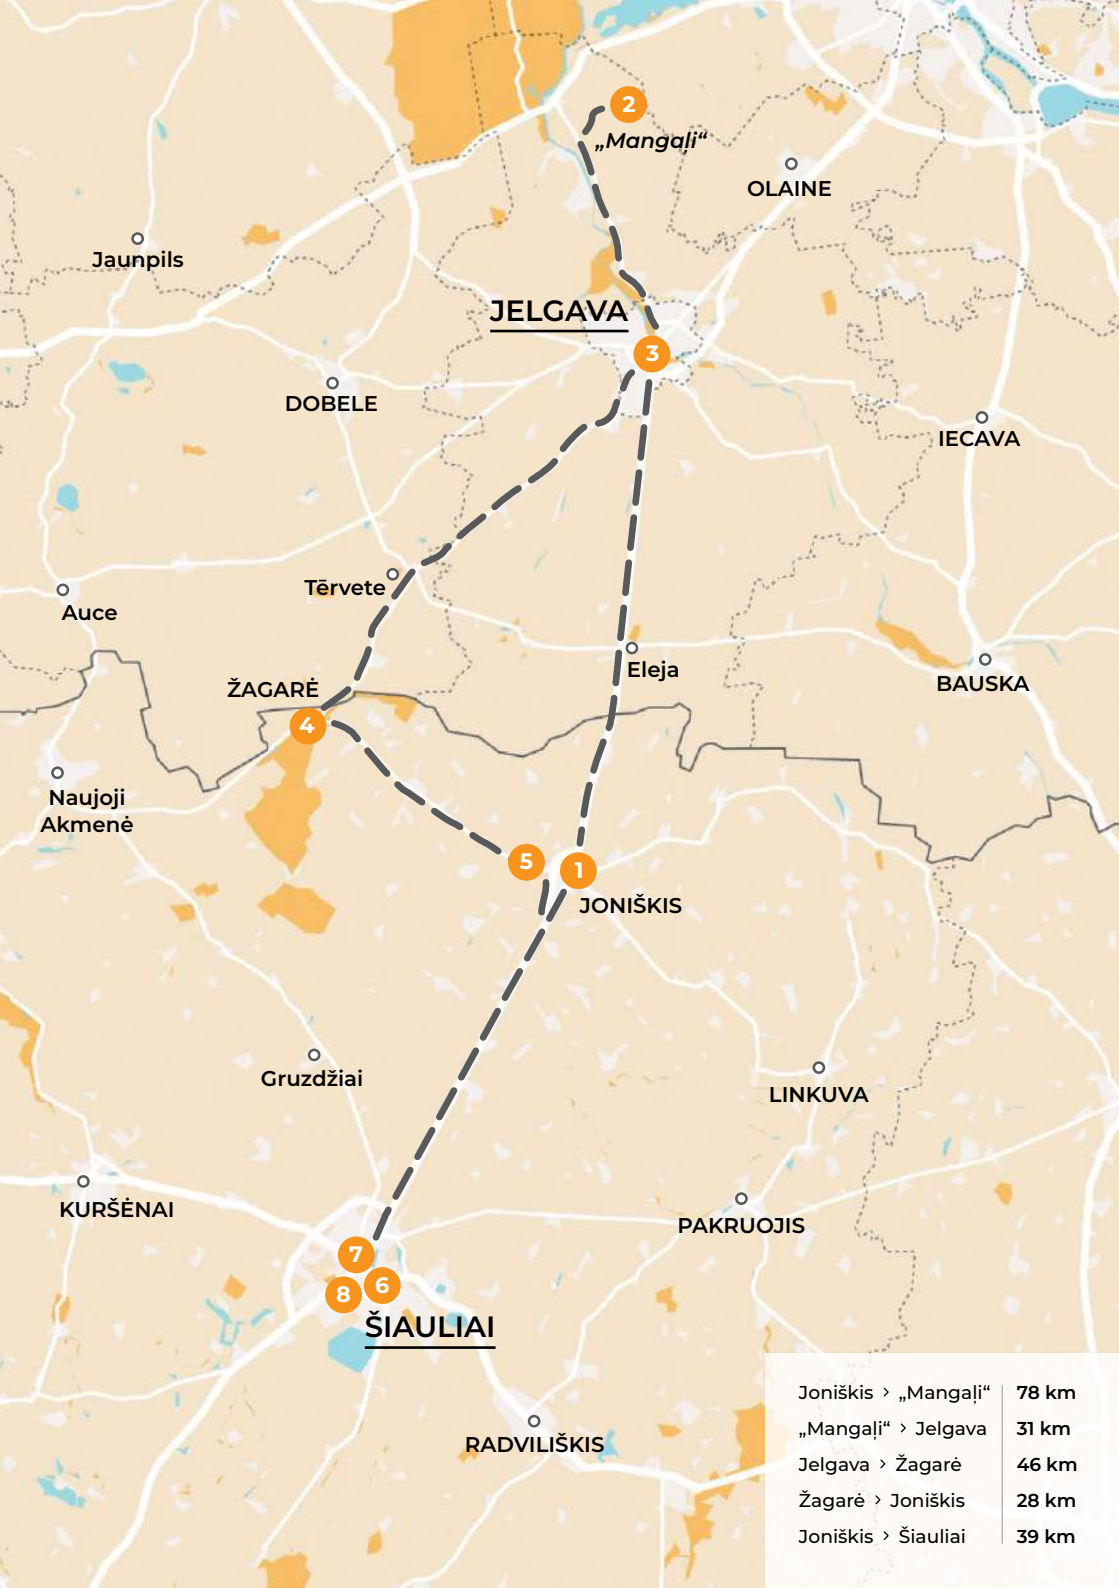 2
„Mangaļi“
OLAINE
Jaunpils
JELGAVA
3
DOBELE
IECAVA
Tērvete
Auce
Eleja
BAUSKA
ŽAGARĖ
4
Naujoji
Akmenė
5
1
JONIŠKIS
Gruzdžiai
LINKUVA
KURŠĖNAI
PAKRUOJIS
7
6
8
ŠIAULIAI
RADVILIŠKIS
Joniškis › „Mangaļi“ 78 km
„Mangaļi“ › Jelgava 31 km
Jelgava › Žagarė 46 km
Žagarė › Joniškis 28 km
Joniškis › Šiauliai 39 km